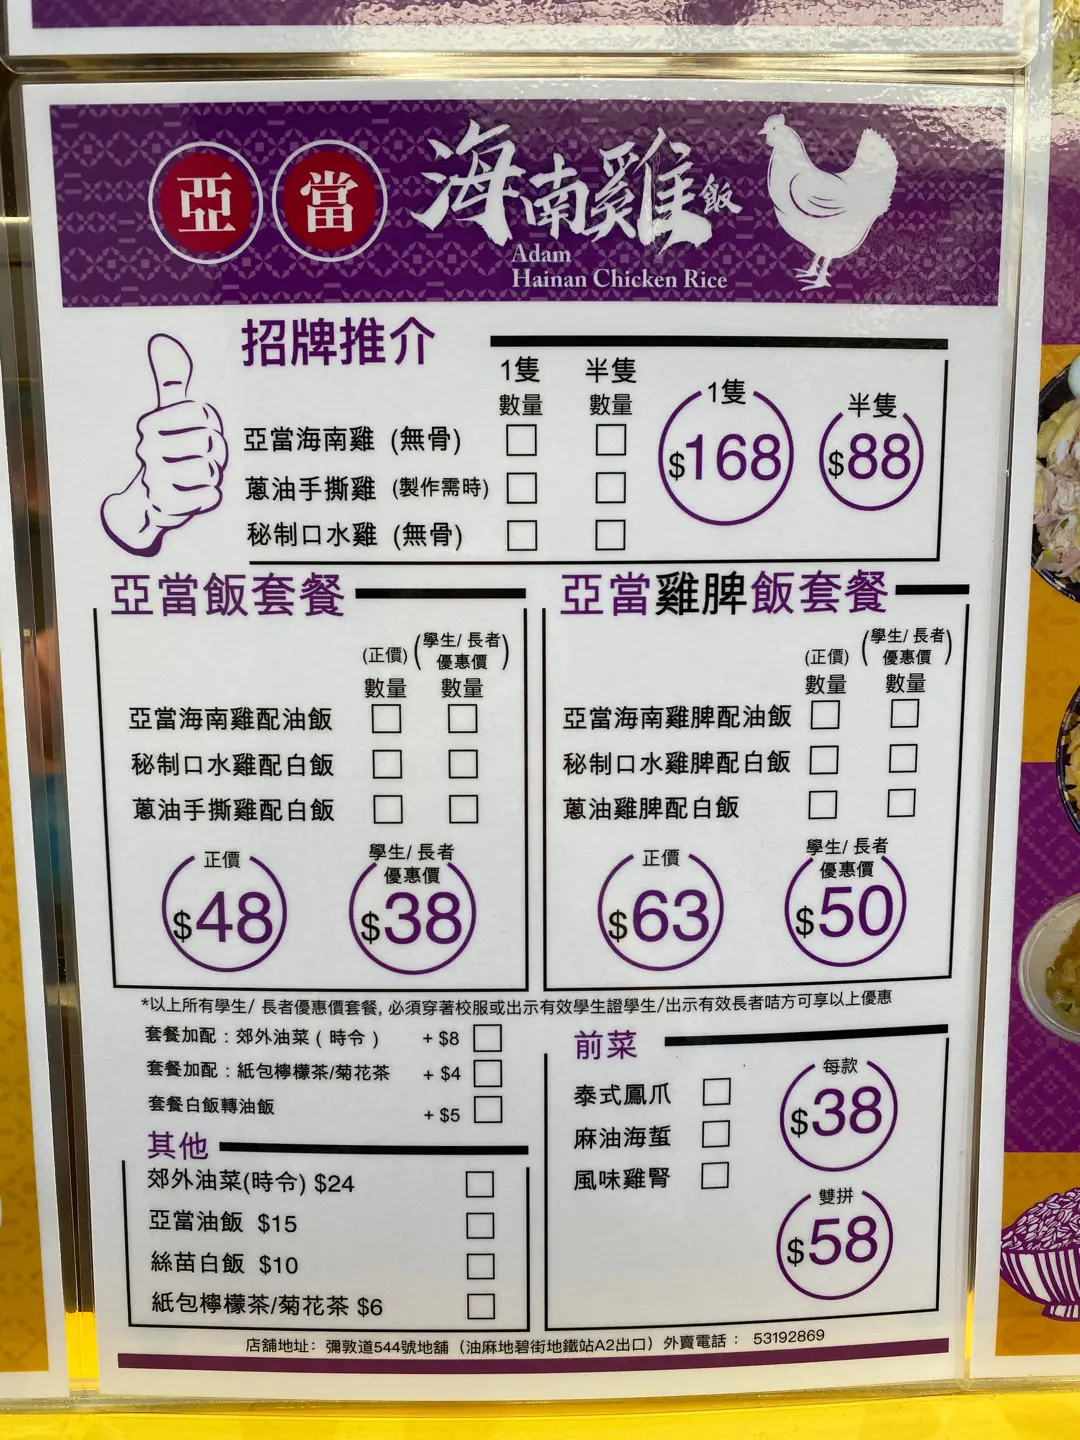 亞當 海南雞飯
Adam
Hainan Chicken Rice
招牌推介
1隻 半隻
數量 數量
亞當海南雞 (無骨)
蔥油手撕雞 (製作需時)
秘制口水雞 (無骨)
1隻 $168
半隻 $88
亞當飯套餐
(正價) (學生/長者優惠價)
數量 數量
亞當海南雞配油飯
秘制口水雞配白飯
蔥油手撕雞配白飯
正價 $48
學生/長者 優惠價 $38
亞當雞脾飯套餐
(正價) (學生/長者優惠價)
數量 數量
亞當海南雞脾配油飯
秘制口水雞脾配白飯
蔥油雞脾配白飯
正價 $63
學生/長者 優惠價 $50
*以上所有學生/長者優惠價套餐, 必須穿著校服或出示有效學生證學生/出示有效長者咭方可享以上優惠
套餐加配：郊外油菜（時令） + $8
套餐加配：紙包檸檬茶/菊花茶 + $4
套餐白飯轉油飯 + $5
其他
郊外油菜(時令) $24
亞當油飯 $15
絲苗白飯 $10
紙包檸檬茶/菊花茶 $6
前菜
泰式鳳爪
麻油海蜇
風味雞腎
每款 $38
雙拼 $58
店舖地址：彌敦道544號地舖（油麻地碧街地鐵站A2出口）外賣電話： 53192869